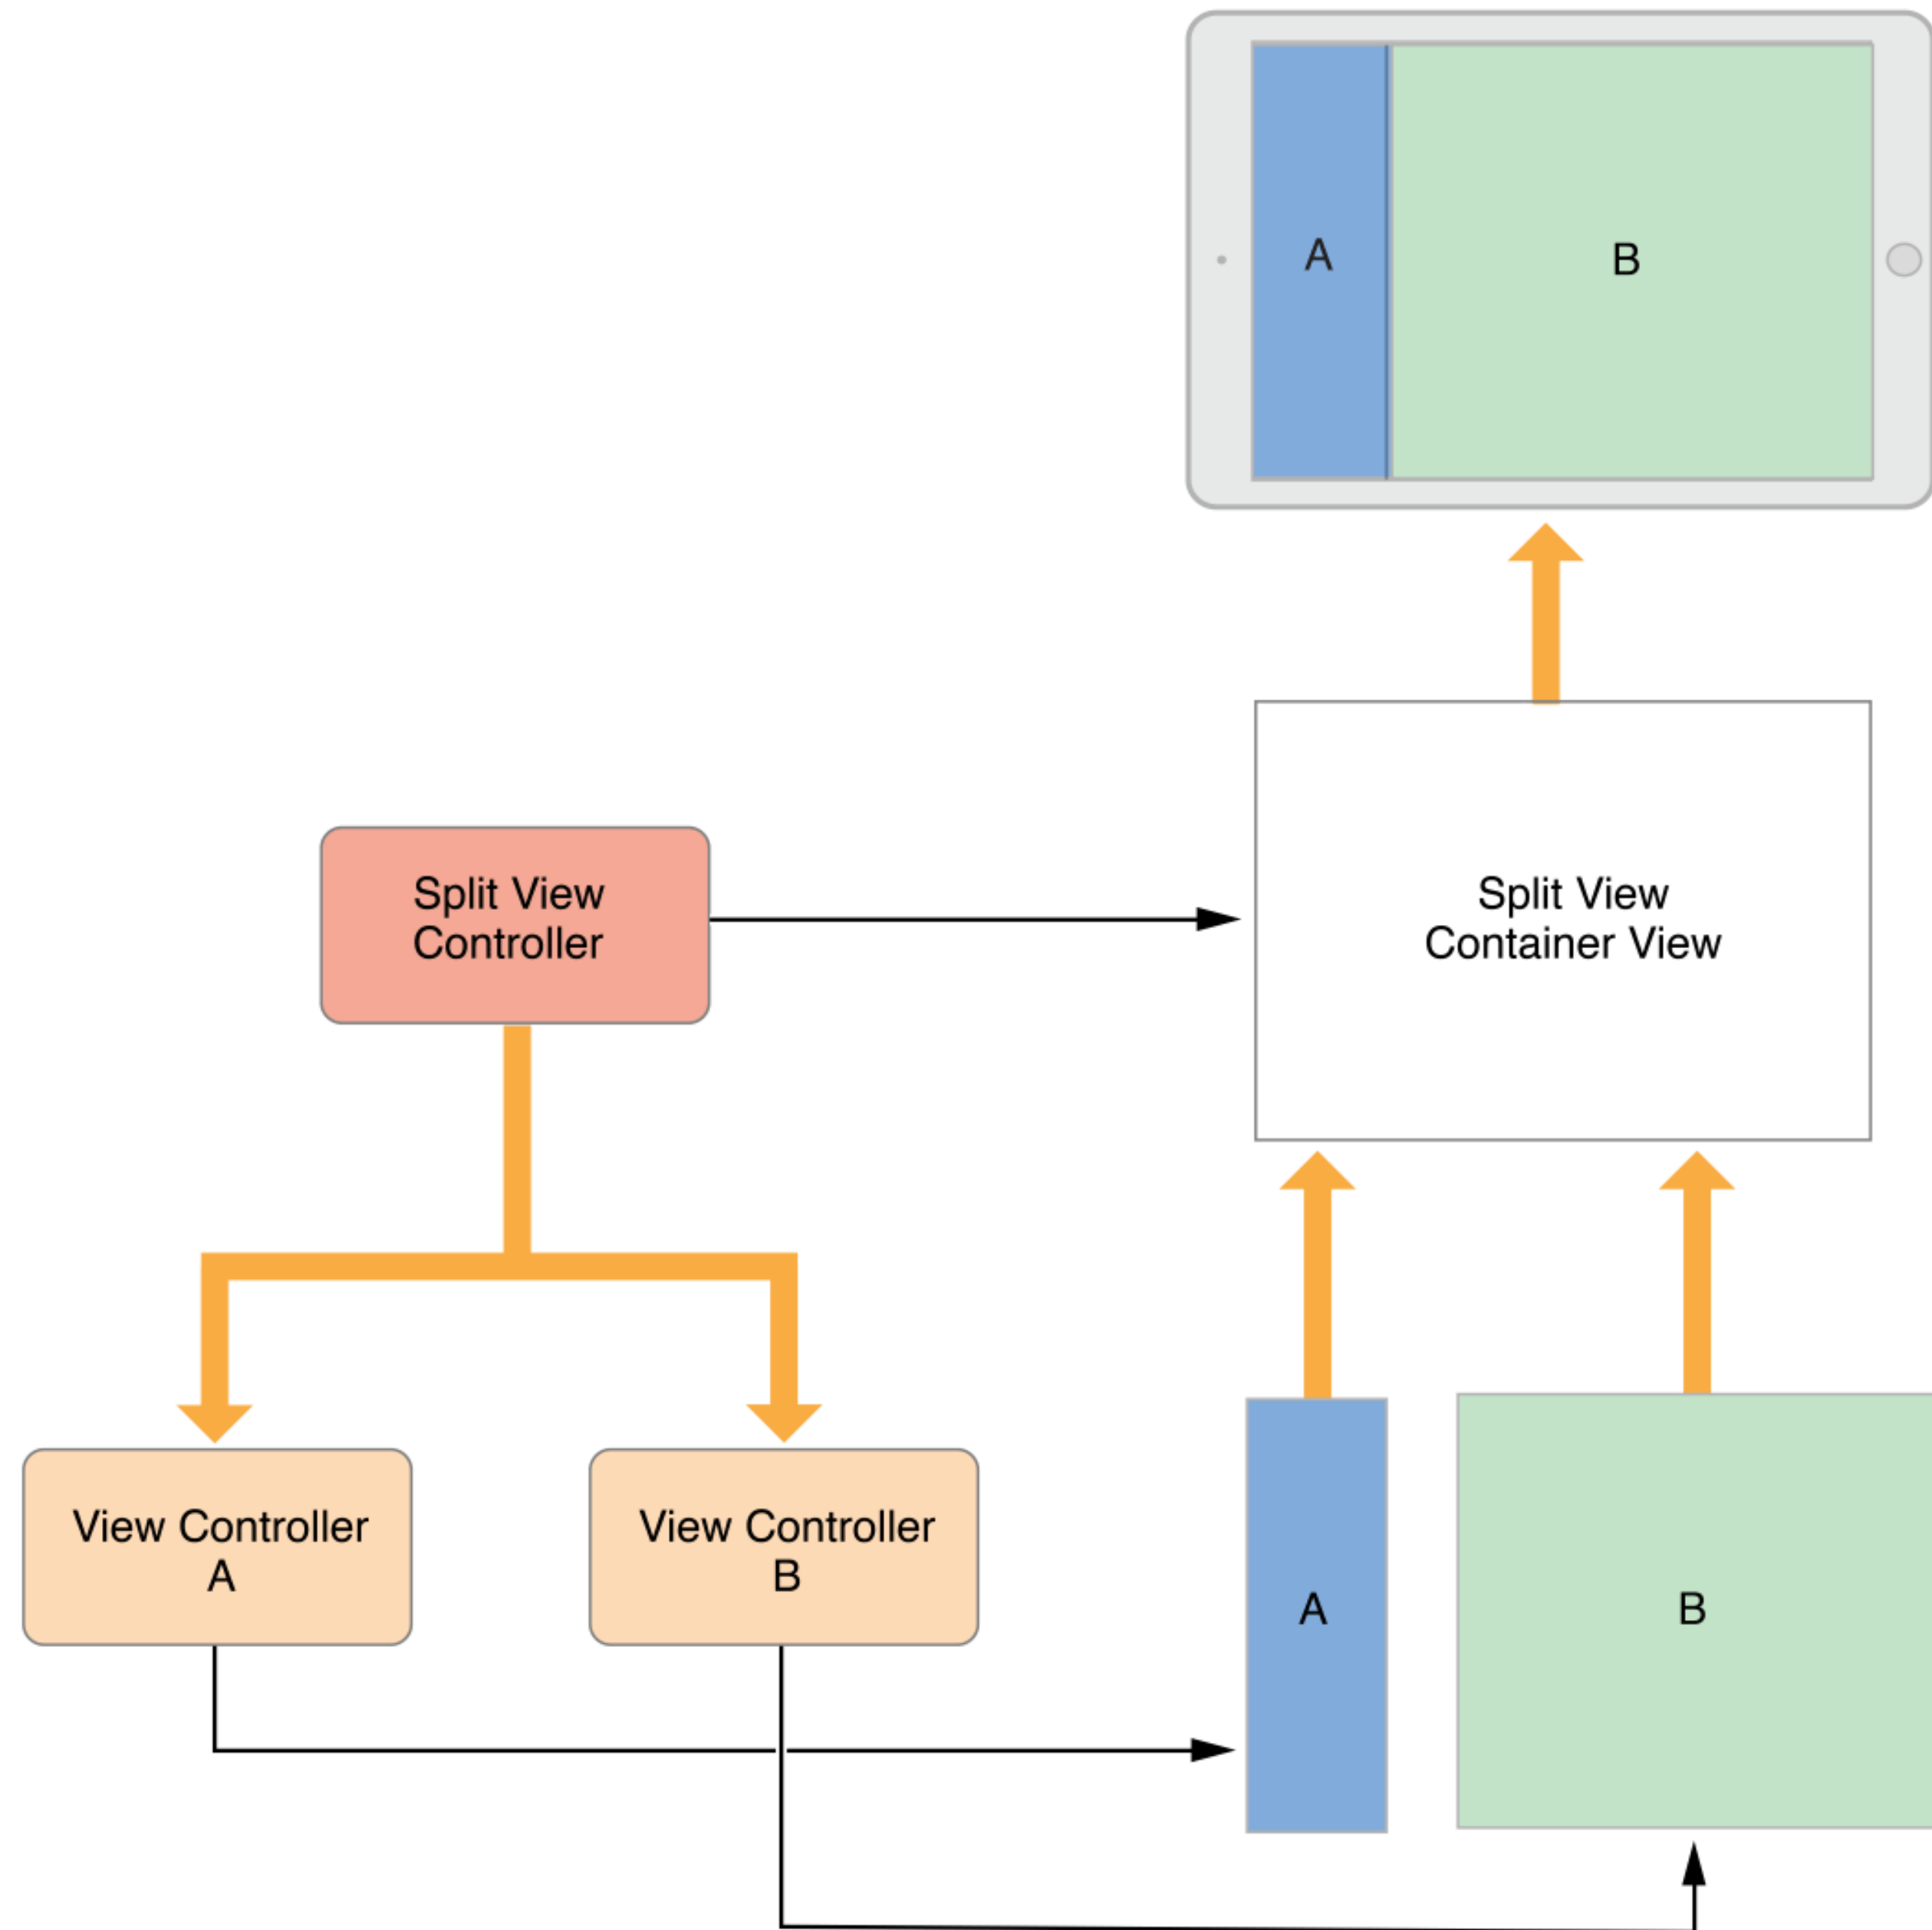 A
B
Split View
Controller
Split View
Container View
View Controller
A
View Controller
B
A
B